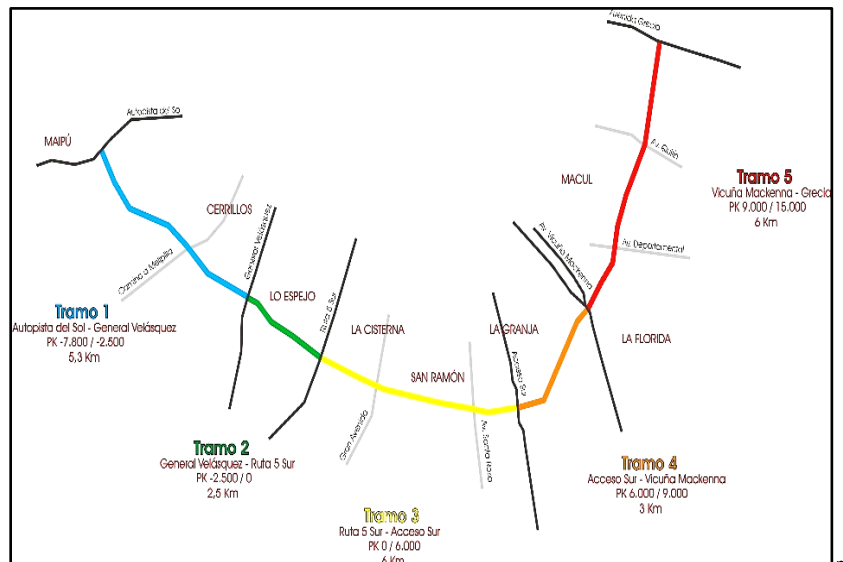 Avenida Grecia
Autopista del Sol
MAIPÚ
Av. Quilín
MACUL
Tramo 5
Vicuña Mackenna - Grecia
PK 9.000 / 15.000
6 Km
CERRILLOS
General Velásquez
Av. Vicuña Mackenna
Av. Departamental
Camino a Melipilla
LO ESPEJO
Ruta 5 Sur
Tramo 1
Autopista del Sol - General Velásquez
PK -7.800 / -2.500
5,3 Km
LA CISTERNA
LA GRANJA
LA FLORIDA
Acceso Sur
SAN RAMÓN
Gran Avenida
Av. Santa Rosa
Tramo 2
General Velásquez - Ruta 5 Sur
PK -2.500 / 0
2,5 Km
Tramo 4
Acceso Sur - Vicuña Mackenna
PK 6.000 / 9.000
3 Km
Tramo 3
Ruta 5 Sur - Acceso Sur
PK 0 / 6.000
6 Km